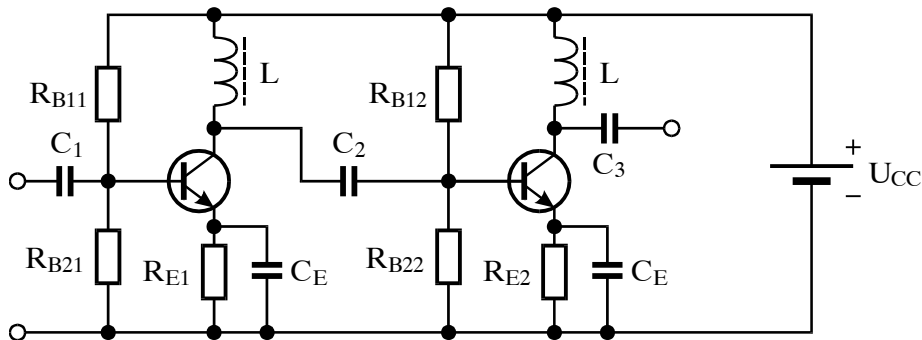 L
L
R_B11
R_B12
C_1
C_2
C_3
+
U_CC
−
R_B21
R_E1
C_E
R_B22
R_E2
C_E